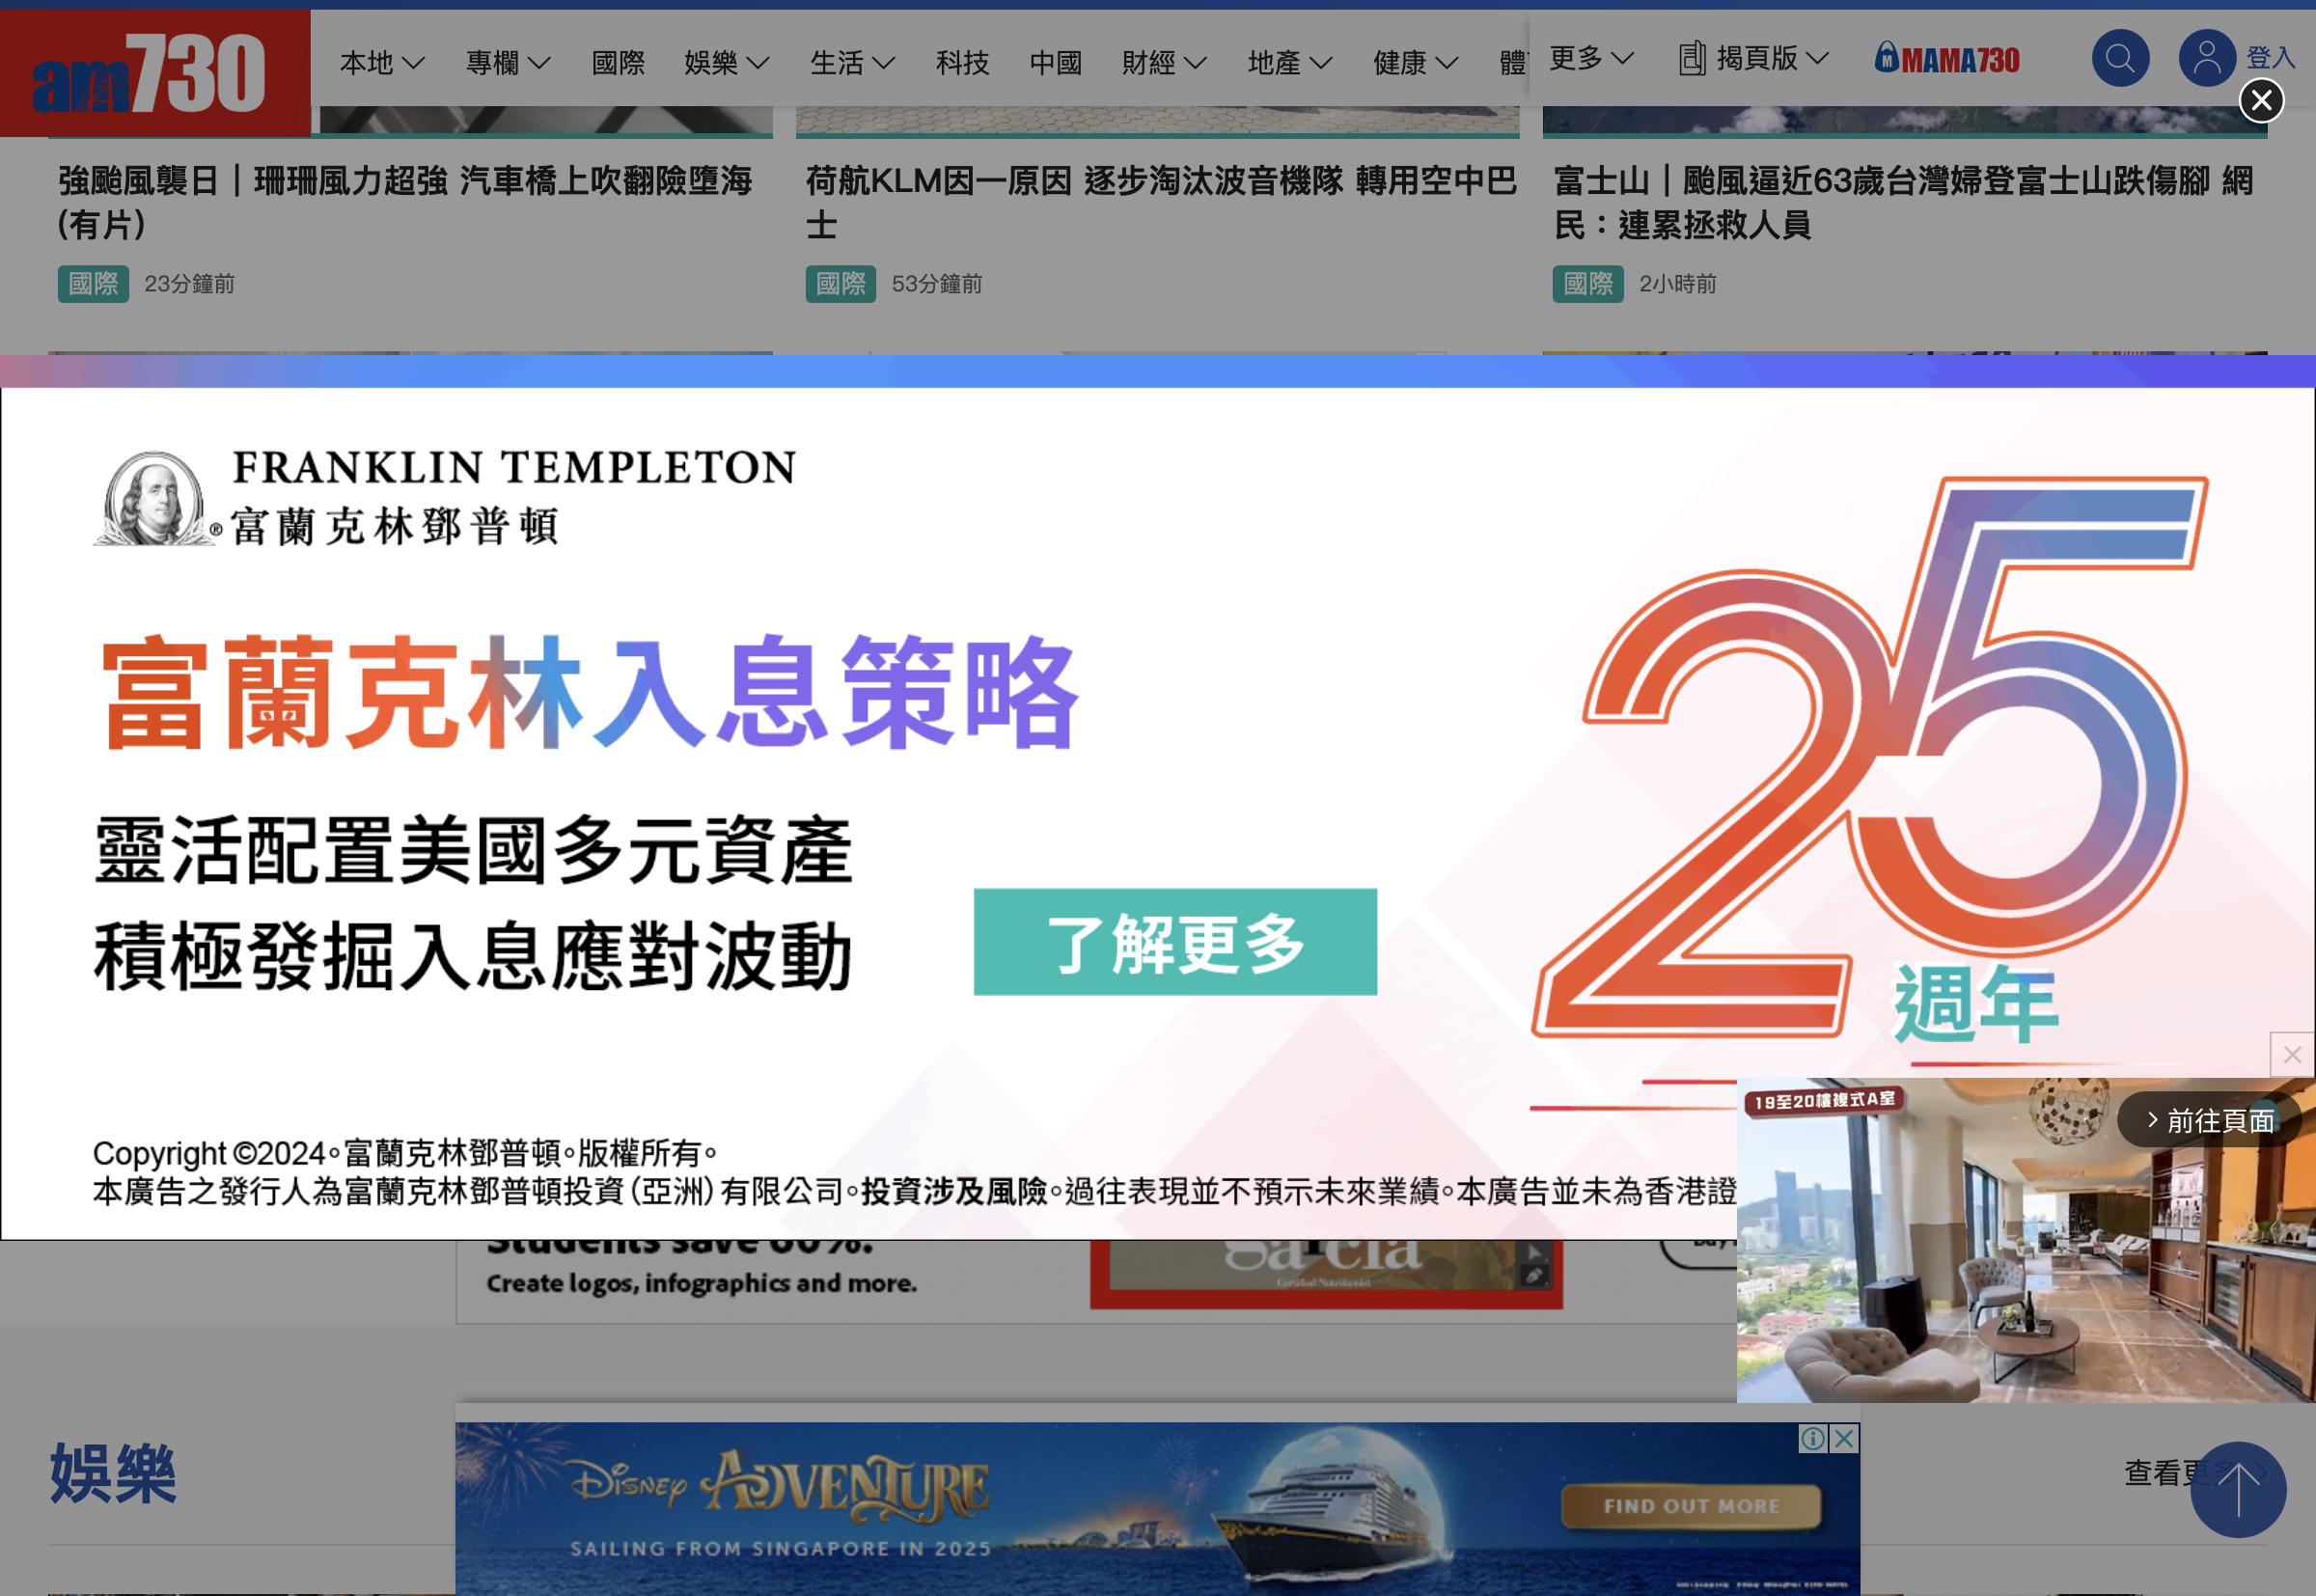 am730
本地 專欄 國際 娛樂 生活 科技 中國 財經 地產 健康 更多 揭頁版 MAMA730 登入
強颱風襲日｜珊珊風力超強 汽車橋上吹翻險墮海
(有片)
國際 23分鐘前
荷航KLM因一原因 逐步淘汰波音機隊 轉用空中巴
士
國際 53分鐘前
富士山｜颱風逼近63歲台灣婦登富士山跌傷腳 網
民：連累拯救人員
國際 2小時前
FRANKLIN TEMPLETON
®富蘭克林鄧普頓
富蘭克林入息策略
靈活配置美國多元資產
積極發掘入息應對波動
了解更多
25
週年
Copyright ©2024。富蘭克林鄧普頓。版權所有。
本廣告之發行人為富蘭克林鄧普頓投資（亞洲）有限公司。投資涉及風險。過往表現並不預示未來業績。本廣告並未為香港證
19至20樓複式A室
前往頁面
Students save 60%.
Create logos, infographics and more.
garcia
Certified Nutritionist
娛樂
查看更
Disney ADVENTURE
SAILING FROM SINGAPORE IN 2025
FIND OUT MORE